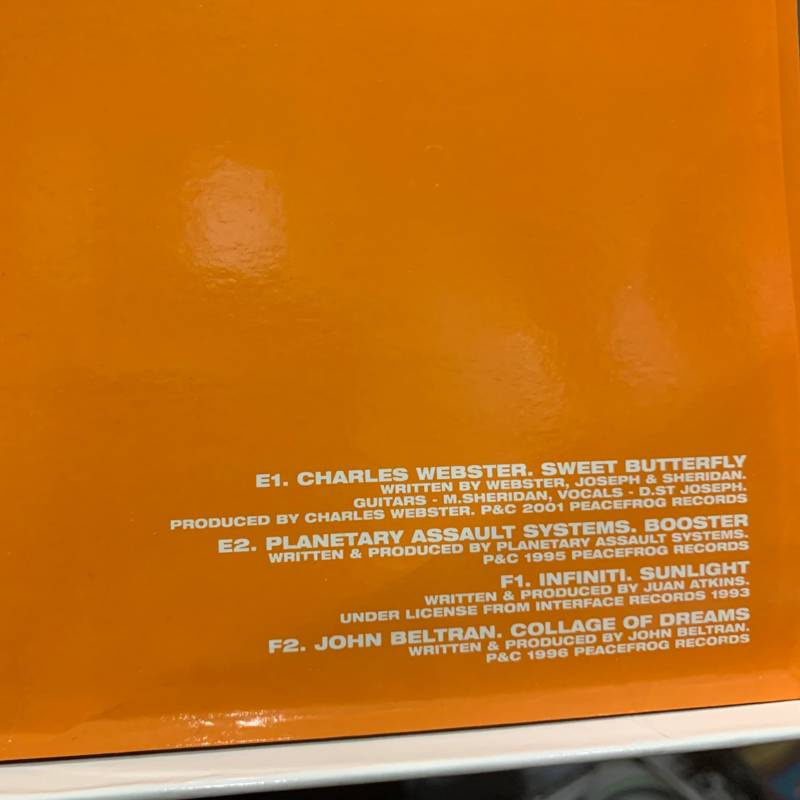 E1. CHARLES WEBSTER. SWEET BUTTERFLY
WRITTEN BY WEBSTER, JOSEPH & SHERIDAN.
GUITARS - M.SHERIDAN, VOCALS - D.ST JOSEPH.
PRODUCED BY CHARLES WEBSTER. P&C 2001 PEACEFROG RECORDS
E2. PLANETARY ASSAULT SYSTEMS. BOOSTER
WRITTEN & PRODUCED BY PLANETARY ASSAULT SYSTEMS.
P&C 1995 PEACEFROG RECORDS
F1. INFINITI. SUNLIGHT
WRITTEN & PRODUCED BY JUAN ATKINS.
UNDER LICENSE FROM INTERFACE RECORDS 1993
F2. JOHN BELTRAN. COLLAGE OF DREAMS
WRITTEN & PRODUCED BY JOHN BELTRAN.
P&C 1996 PEACEFROG RECORDS